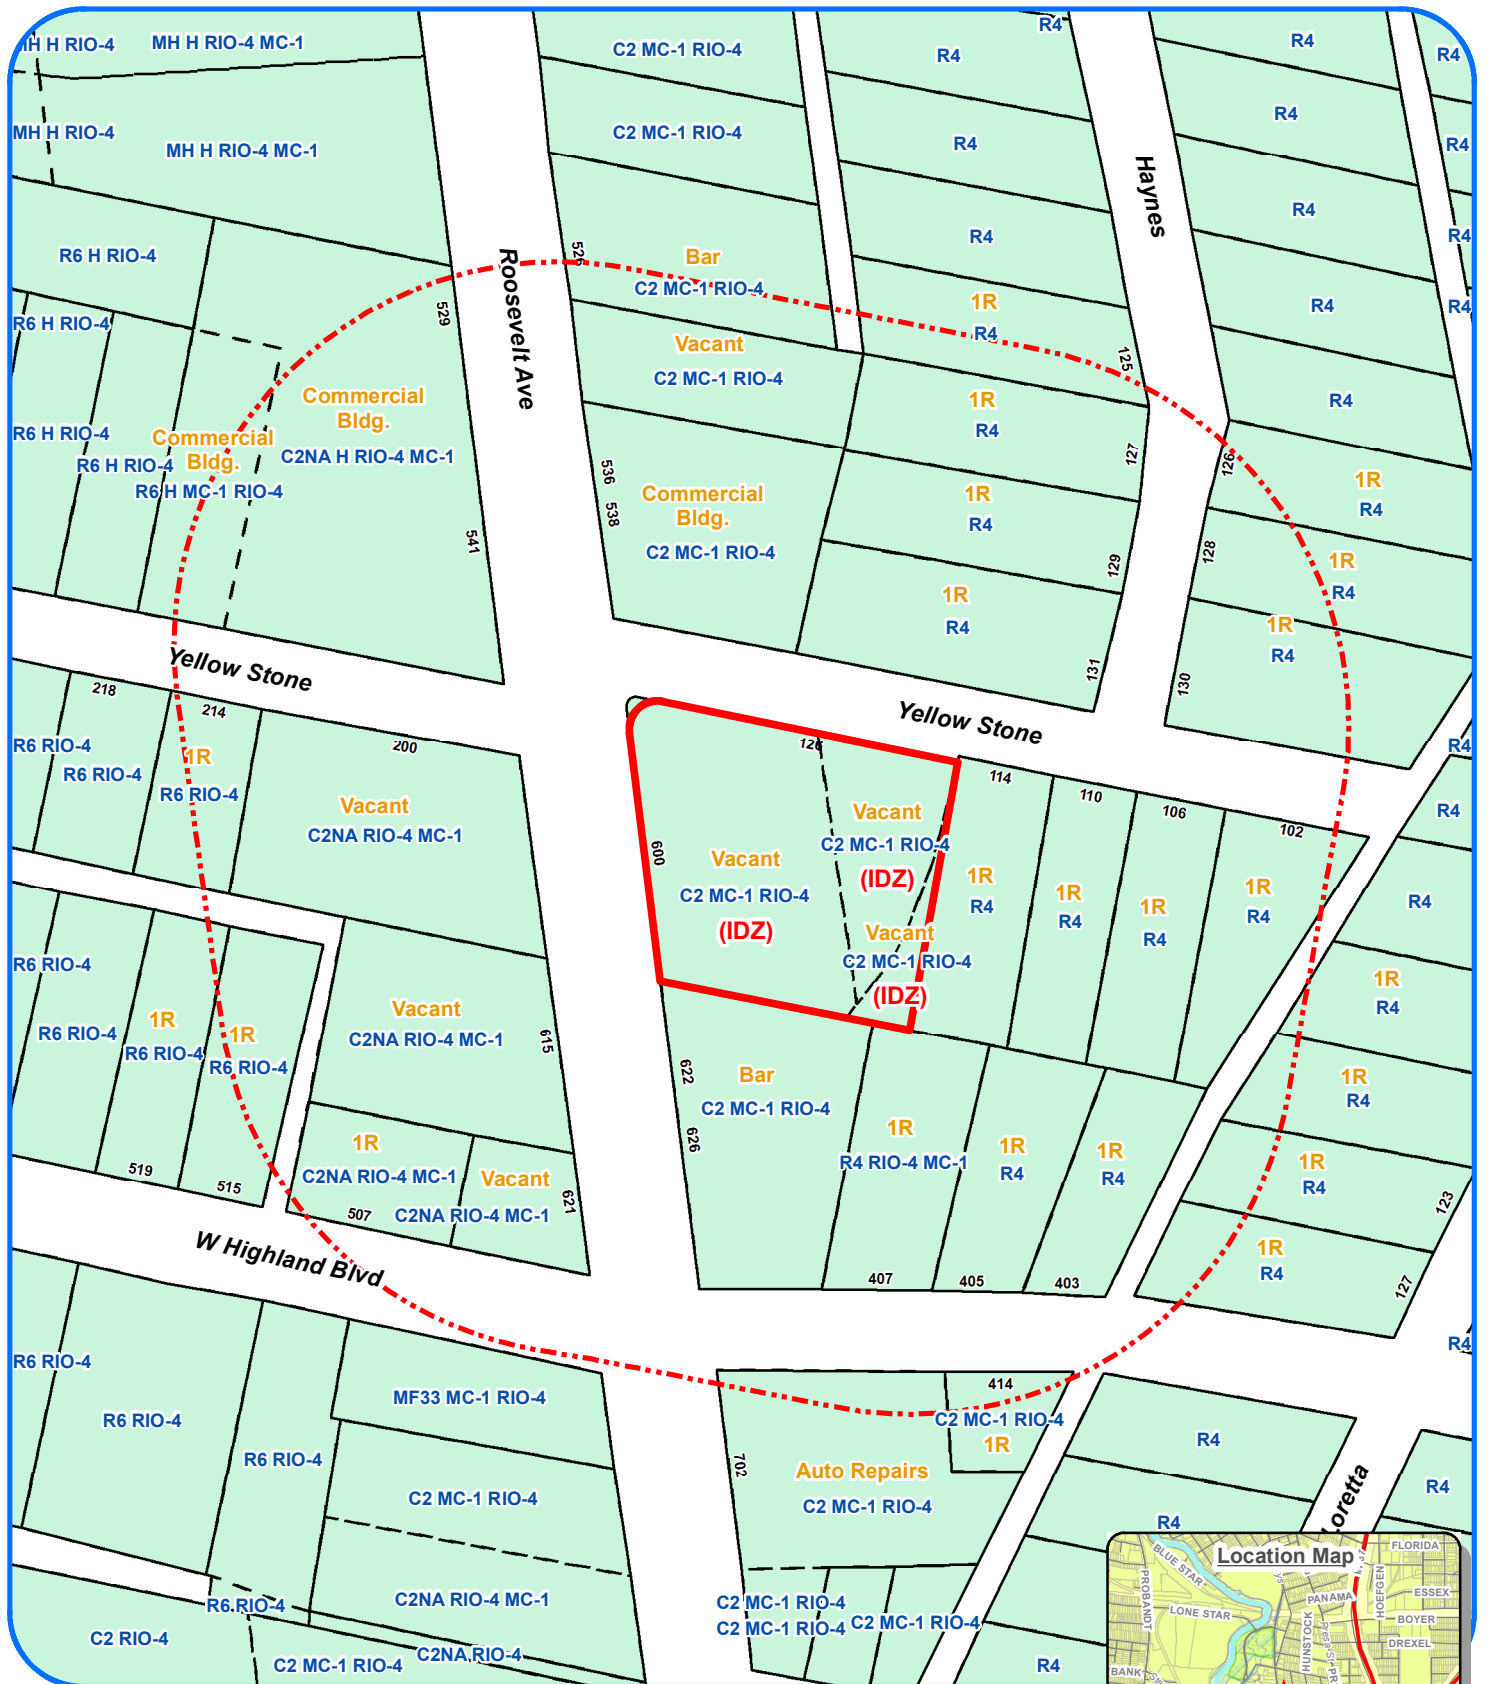 H RIO-4
MH H RIO-4 MC-1
C2 MC-1 RIO-4
R4
R4
R4
R4
MH H RIO-4
MH H RIO-4 MC-1
C2 MC-1 RIO-4
R4
R4
R4
Haynes
R6 H RIO-4
Roosevelt Ave
526
Bar
C2 MC-1 RIO-4
R4
R4
R4
R6 H RIO-4
529
Vacant
C2 MC-1 RIO-4
1R
R4
125
R4
R4
Commercial
Bldg.
C2NA H RIO-4 MC-1
1R
R4
R4
R6 H RIO-4
R6 H RIO-4
Commercial
Bldg.
R6 H MC-1 RIO-4
541
536
538
Commercial
Bldg.
C2 MC-1 RIO-4
1R
R4
127
126
1R
R4
129
128
1R
R4
1R
R4
131
130
1R
R4
Yellow Stone
Yellow Stone
218
214
200
R6 RIO-4
R6 RIO-4
1R
R6 RIO-4
Vacant
C2NA RIO-4 MC-1
126
600
Vacant
C2 MC-1 RIO-4
(IDZ)
Vacant
C2 MC-1 RIO-4
(IDZ)
Vacant
C2 MC-1 RIO-4
(IDZ)
114
110
106
102
1R
R4
1R
R4
1R
R4
1R
R4
R4
R4
R4
R6 RIO-4
R6 RIO-4
1R
R6 RIO-4
1R
R6 RIO-4
Vacant
C2NA RIO-4 MC-1
615
622
626
Bar
C2 MC-1 RIO-4
1R
R4
1R
R4
519
515
1R
C2NA RIO-4 MC-1
507
Vacant
C2NA RIO-4 MC-1
621
1R
R4 RIO-4 MC-1
1R
R4
1R
R4
1R
R4
123
1R
R4
127
407
405
403
W Highland Blvd
R6 RIO-4
R6 RIO-4
R6 RIO-4
MF33 MC-1 RIO-4
C2 MC-1 RIO-4
C2NA RIO-4 MC-1
414
C2 MC-1 RIO-4
1R
702
Auto Repairs
C2 MC-1 RIO-4
R4
R4
R4
R4
Loretta
R6 RIO-4
C2 RIO-4
C2 MC-1 RIO-4
C2NA RIO-4
C2 MC-1 RIO-4
C2 MC-1 RIO-4
C2 MC-1 RIO-4
R4
Location Map
BLUE STAR
FLORIDA
PROBANDT
HOEFGEN
ESSEX
PANAMA
LONE STAR
BOYER
HUNSTOCK
DREXEL
BANK